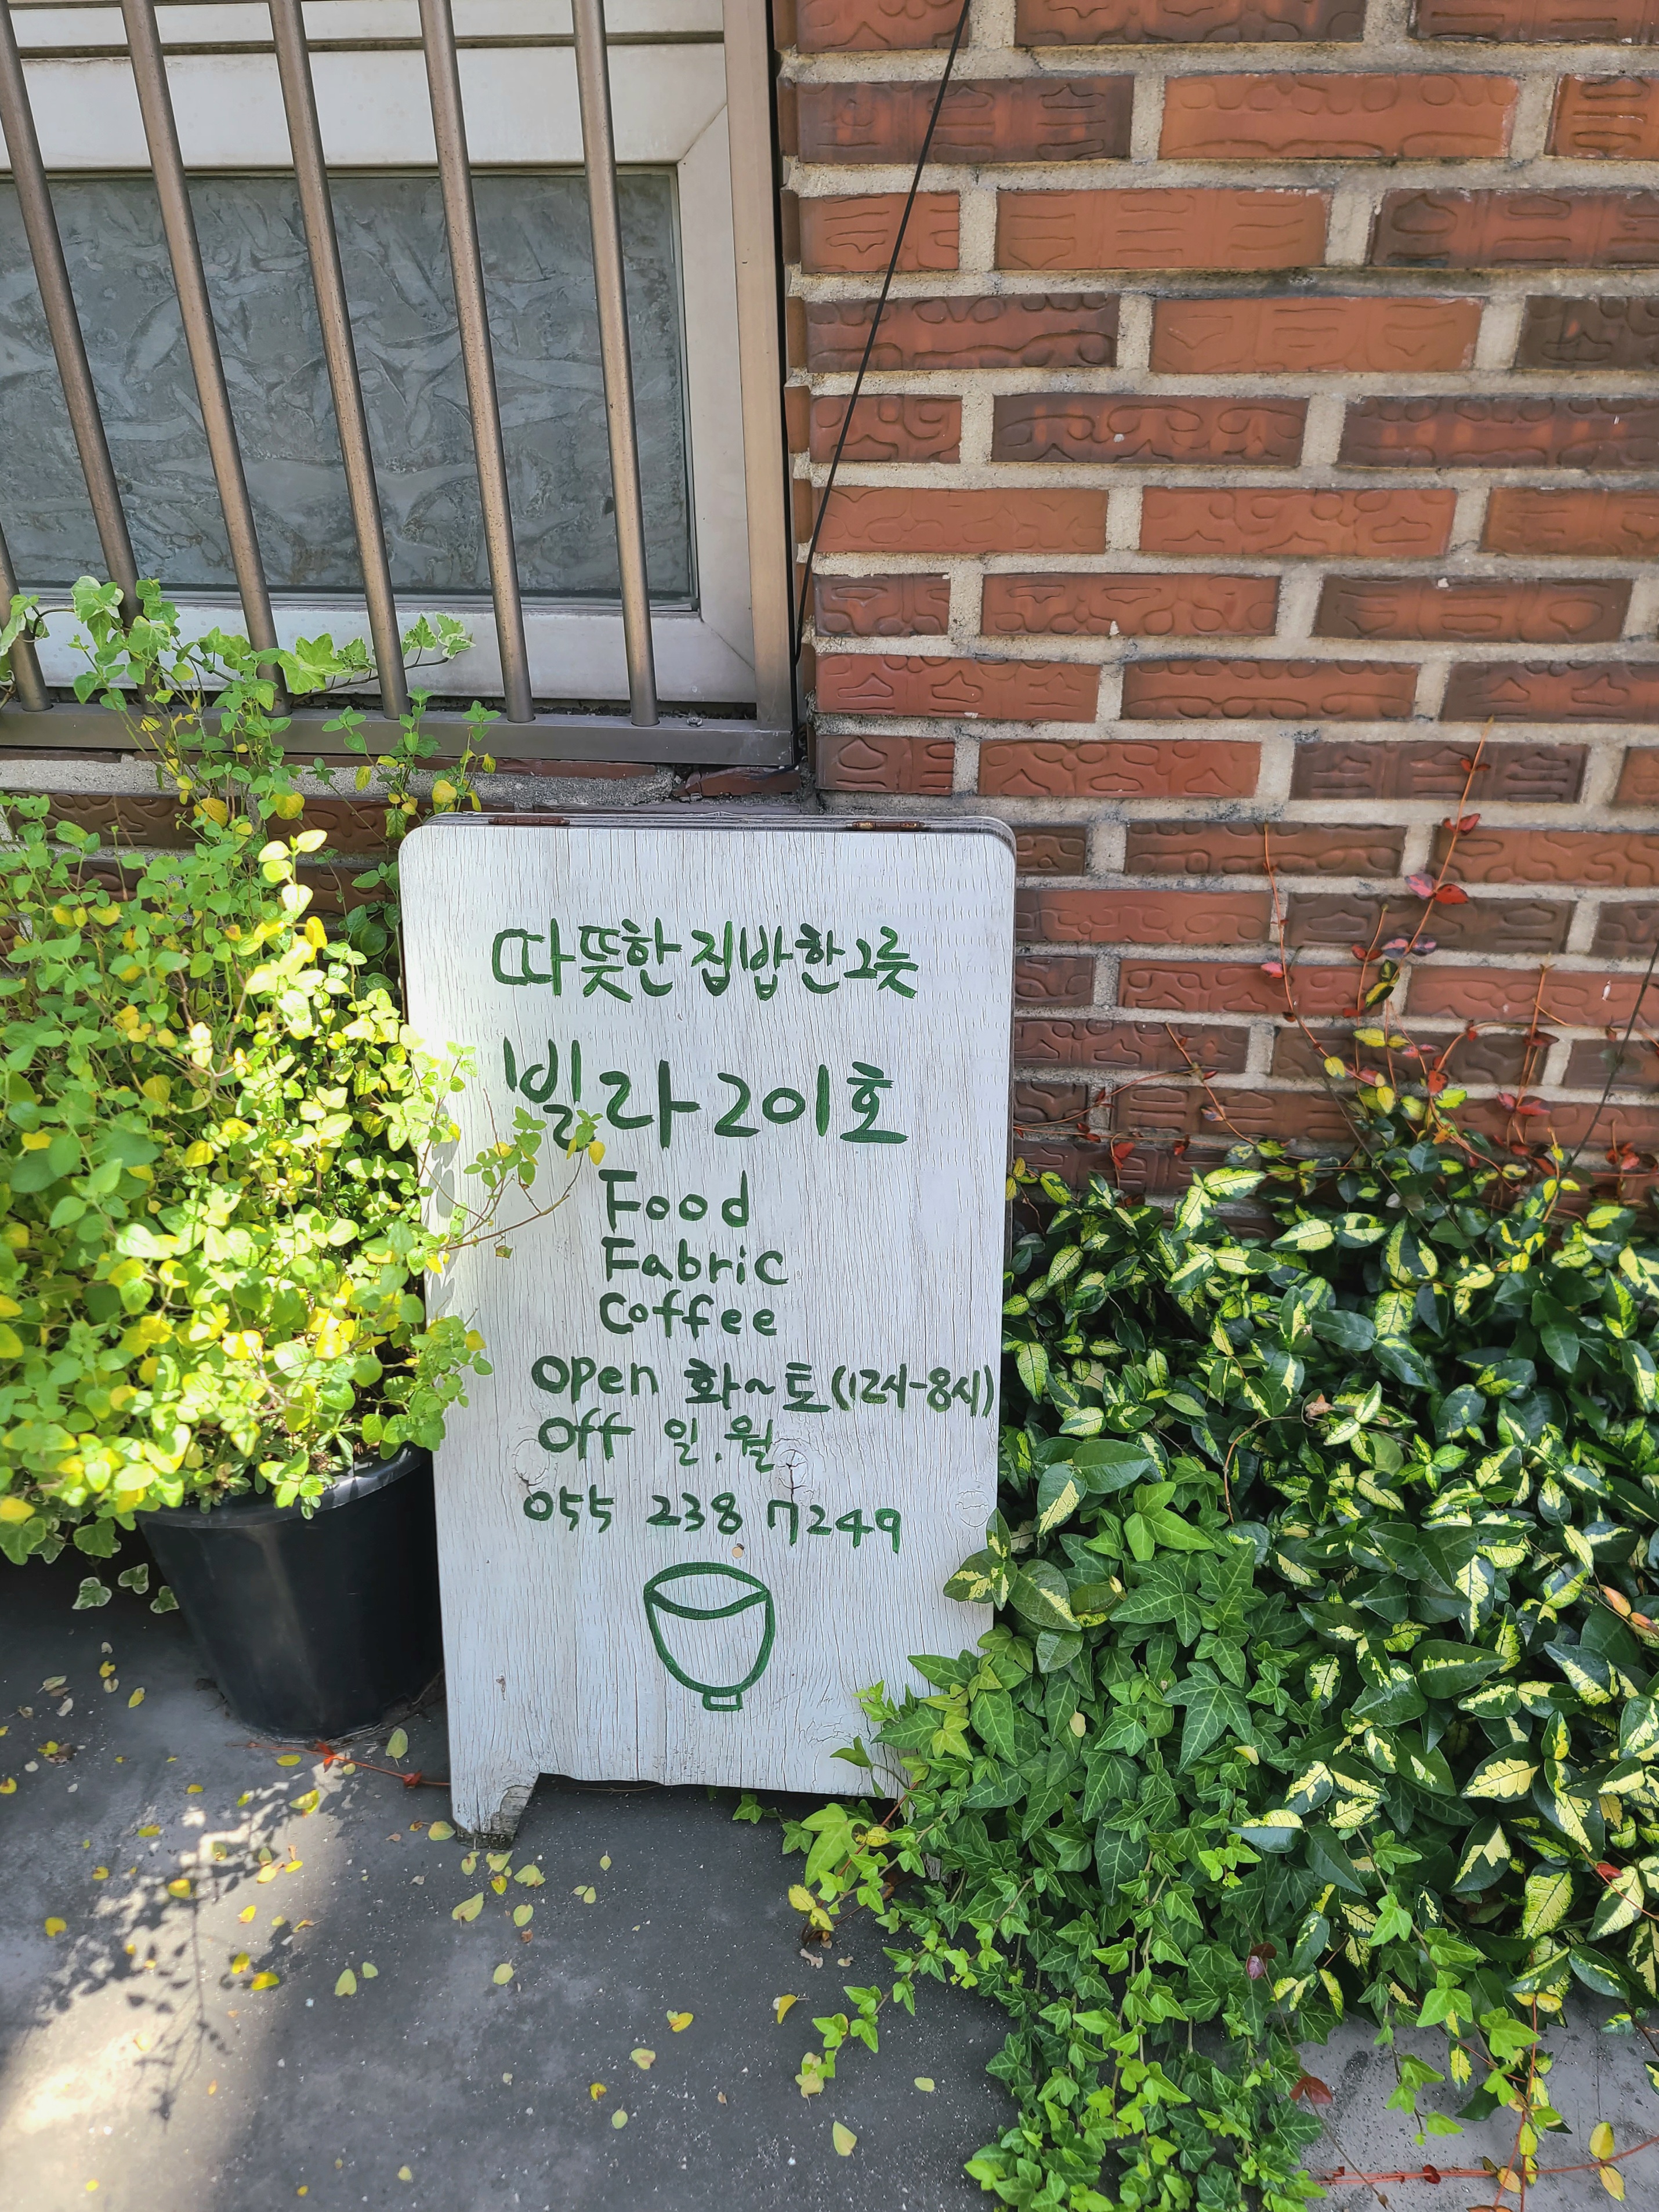 따뜻한 집밥 한그릇
빌라 201호
Food
Fabric
Coffee
Open 화~토(12시-8시)
Off 일.월
055 238 7249